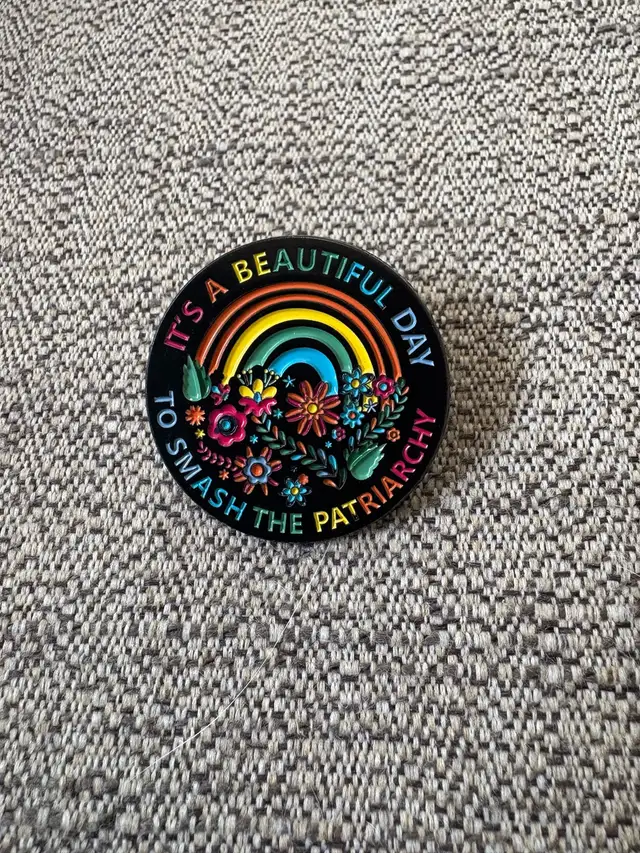 IT'S A BEAUTIFUL DAY
TO SMASH THE PATRIARCHY